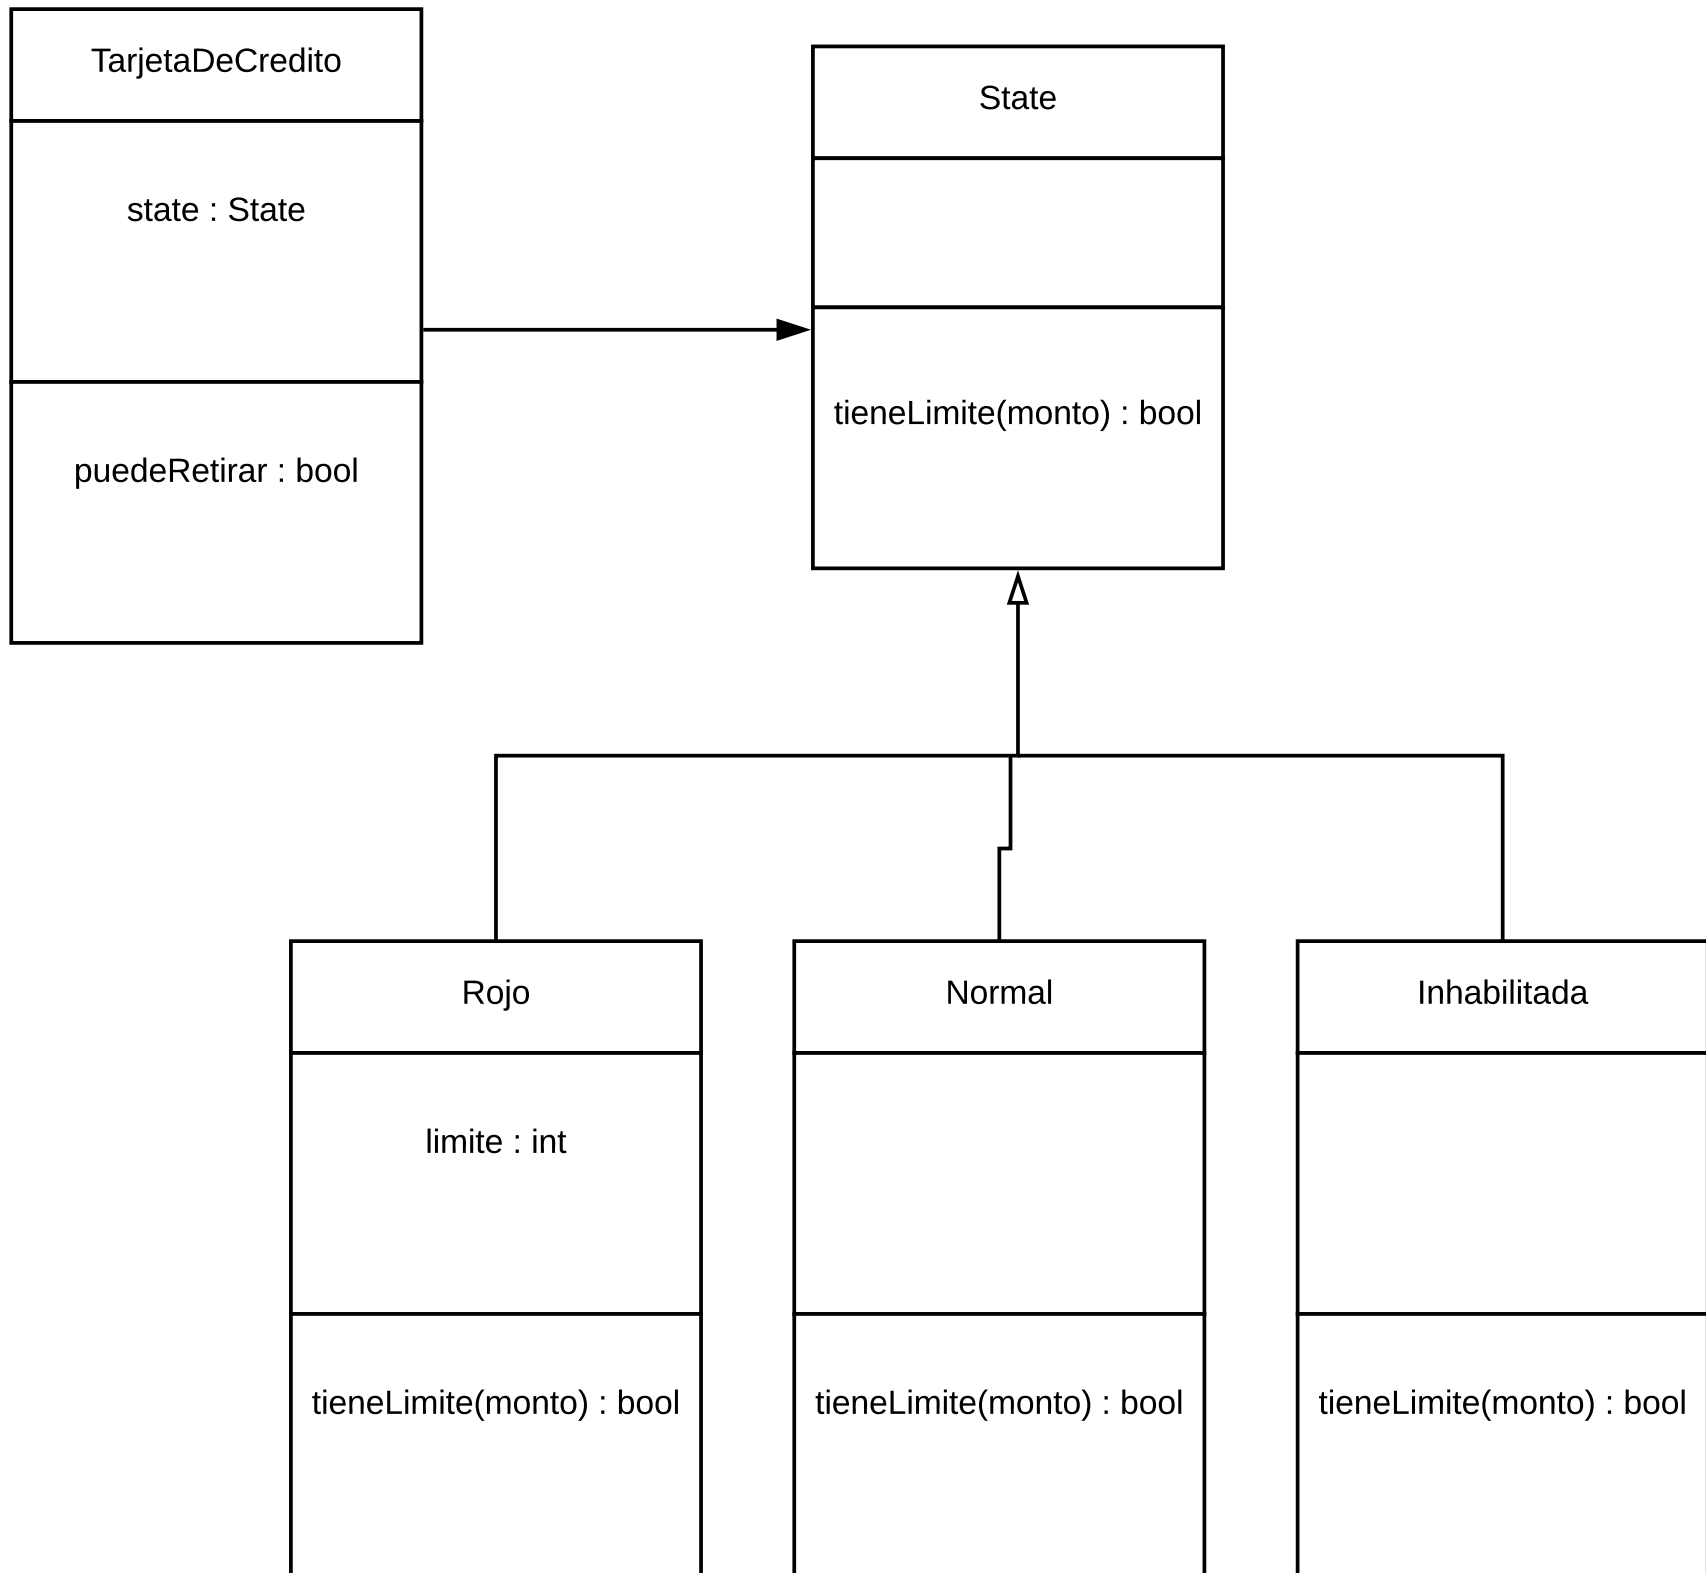 TarjetaDeCredito
state : State
puedeRetirar : bool
State
tieneLimite(monto) : bool
Rojo
limite : int
tieneLimite(monto) : bool
Normal
tieneLimite(monto) : bool
Inhabilitada
tieneLimite(monto) : bool